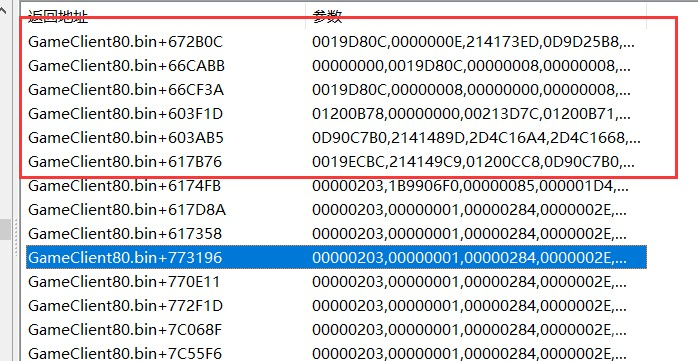 返回地址 参数
GameClient80.bin+672B0C 0019D80C,0000000E,214173ED,0D9D25B8,...
GameClient80.bin+66CABB 00000000,0019D80C,00000008,00000008,...
GameClient80.bin+66CF3A 0019D80C,00000008,00000000,00000008,...
GameClient80.bin+603F1D 01200B78,00000000,00213D7C,01200B71,...
GameClient80.bin+603AB5 0D90C7B0,2141489D,2D4C16A4,2D4C1668,...
GameClient80.bin+617B76 0019ECBC,214149C9,01200CC8,0D90C7B0,...
GameClient80.bin+6174FB 00000203,1B9906F0,00000085,000001D4,...
GameClient80.bin+617D8A 00000203,00000001,00000284,0000002E,...
GameClient80.bin+617358 00000203,00000001,00000284,0000002E,...
GameClient80.bin+773196 00000203,00000001,00000284,0000002E,...
GameClient80.bin+770E11 00000203,00000001,00000284,0000002E,...
GameClient80.bin+772F1D 00000203,00000001,00000284,0000002E,...
GameClient80.bin+7C068F 00000203,00000001,00000284,0000002E,...
GameClient80.bin+7C55F6 00000203,00000001,00000284,0000002E,...